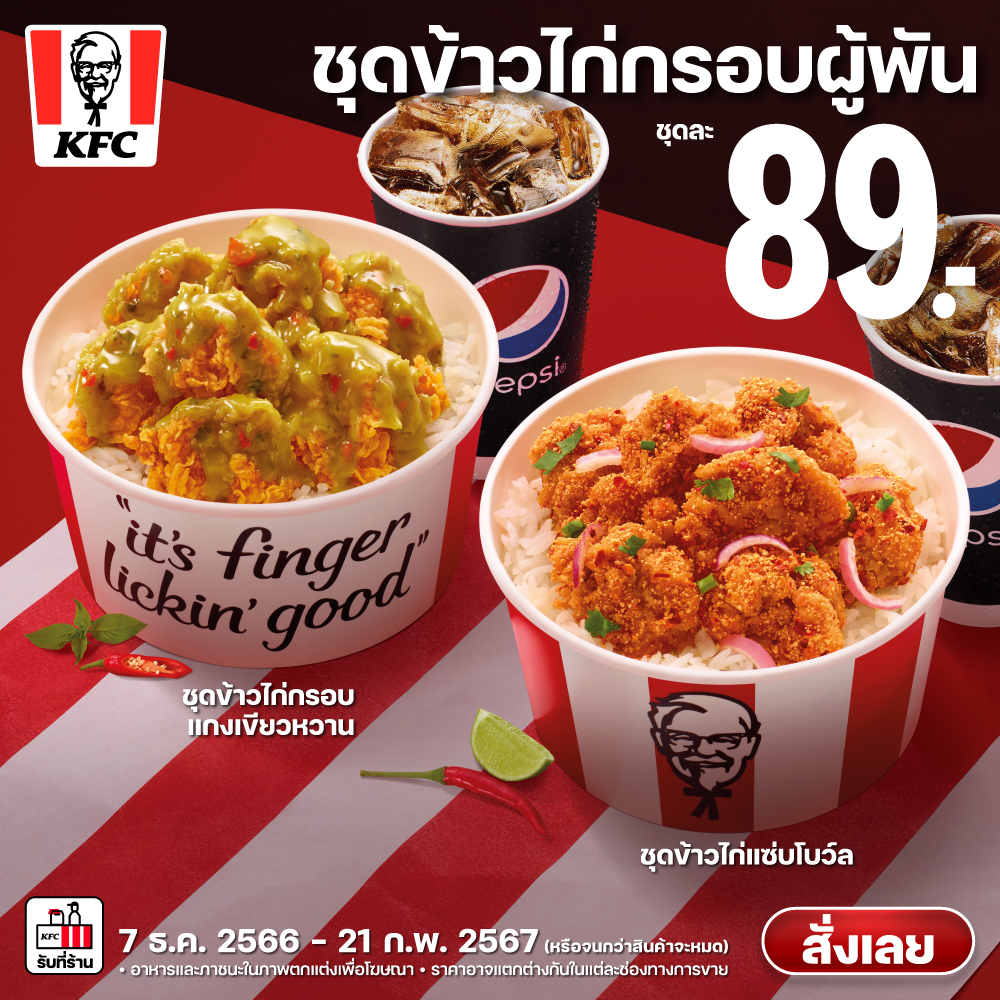 KFC
ชุดข้าวไก่กรอบผู้พัน
ชุดละ
89.-
epsi
"it's finger
lickin' good"
ps
ชุดข้าวไก่กรอบ
แกงเขียวหวาน
ชุดข้าวไก่แซ่บโบว์ล
KFC
รับที่ร้าน
7 ธ.ค. 2566 - 21 ก.พ. 2567 (หรือจนกว่าสินค้าจะหมด)
• อาหารและภาชนะในภาพตกแต่งเพื่อโฆษณา • ราคาอาจแตกต่างกันในแต่ละช่องทางการขาย
สั่งเลย